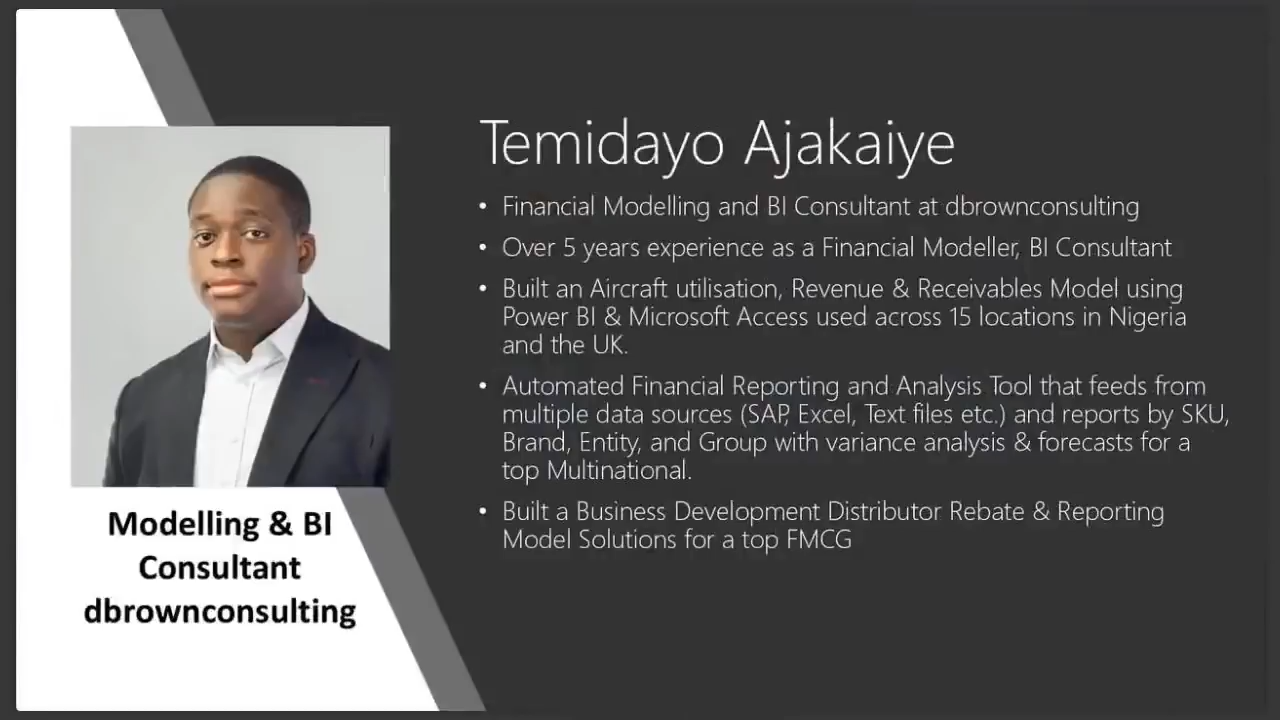 Temidayo Ajakaiye
• Financial Modelling and BI Consultant at dbrownconsulting
• Over 5 years experience as a Financial Modeller, BI Consultant
• Built an Aircraft utilisation, Revenue & Receivables Model using
Power BI & Microsoft Access used across 15 locations in Nigeria
and the UK.
• Automated Financial Reporting and Analysis Tool that feeds from
multiple data sources (SAP, Excel, Text files etc.) and reports by SKU,
Brand, Entity, and Group with variance analysis & forecasts for a
top Multinational.
• Built a Business Development Distributor Rebate & Reporting
Model Solutions for a top FMCG
Modelling & BI
Consultant
dbrownconsulting